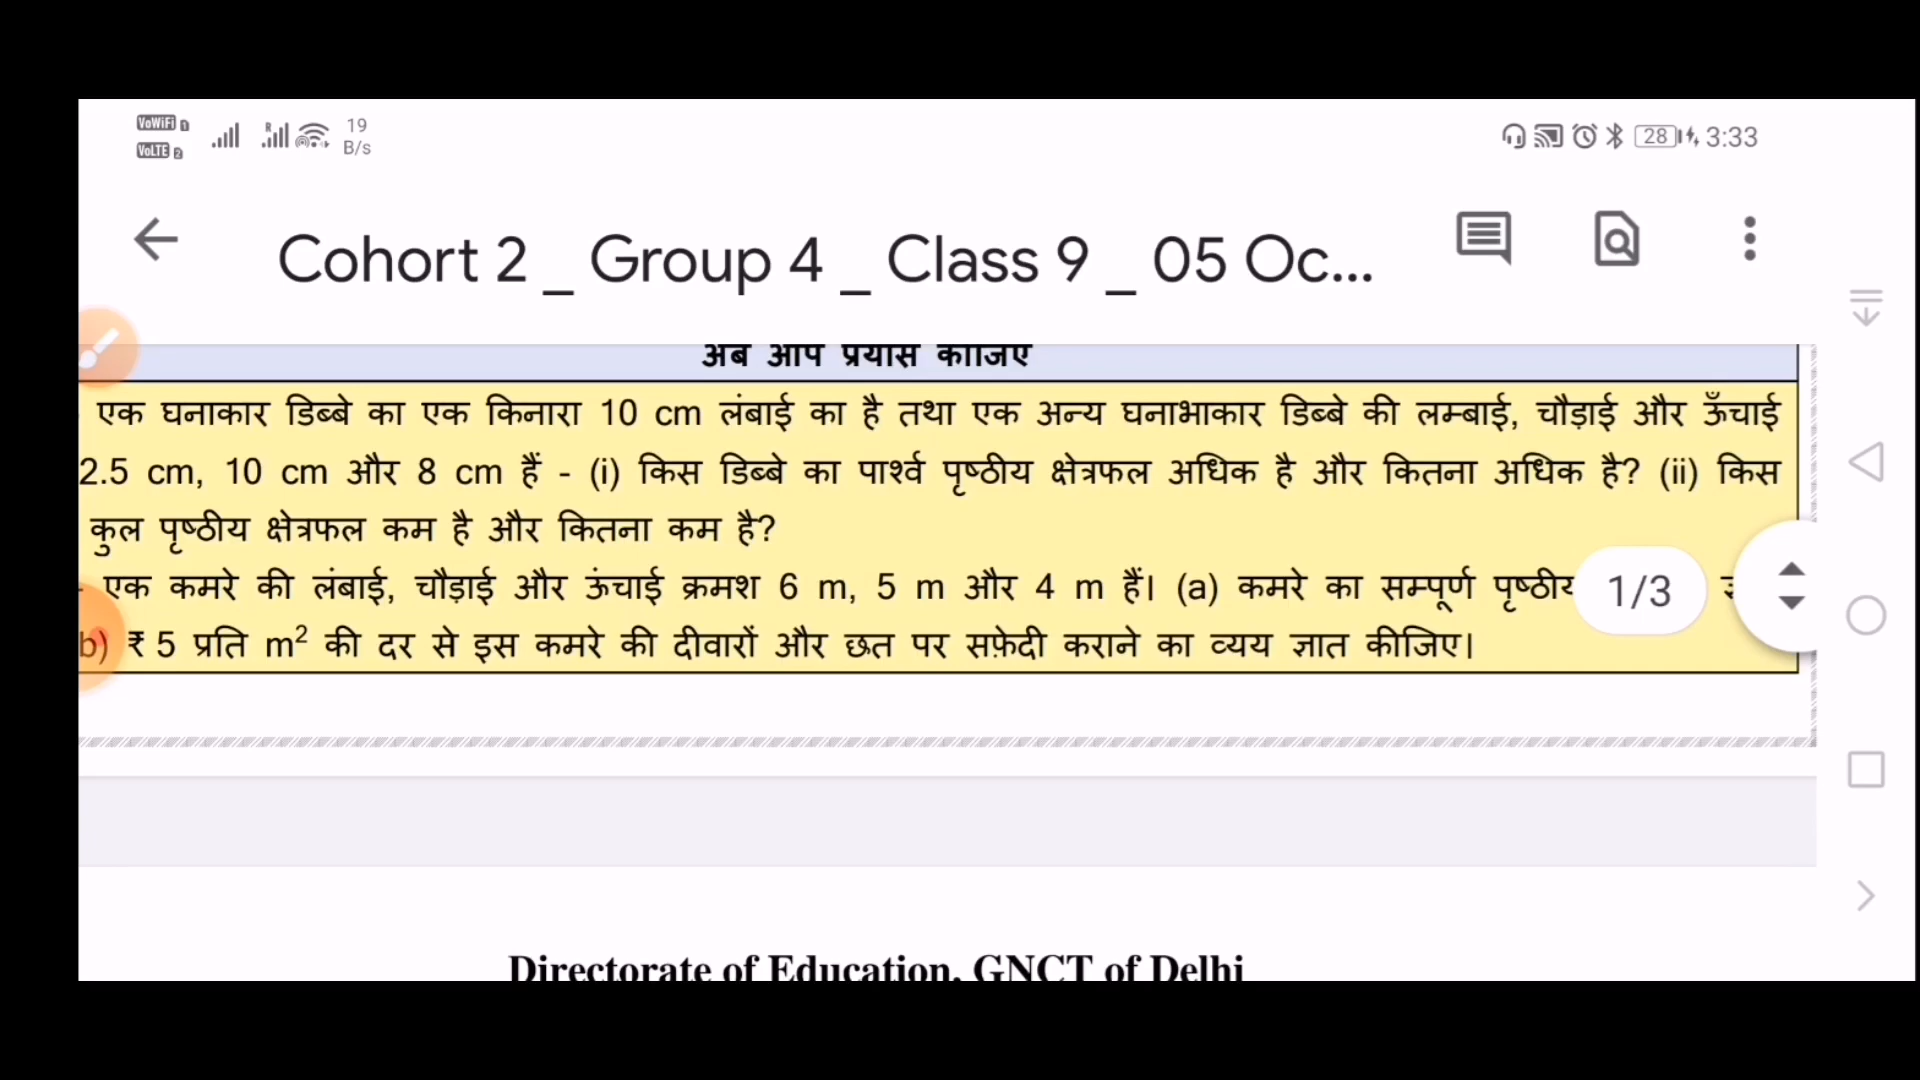 VoWiFi 1
VoLTE 2
R
19
B/s
28
3:33
Cohort 2 _ Group 4 _ Class 9 _ 05 Oc...
अब आप प्रयास कीजिए
एक घनाकार डिब्बे का एक किनारा 10 cm लंबाई का है तथा एक अन्य घनाभाकार डिब्बे की लम्बाई, चौड़ाई और ऊँचाई
2.5 cm, 10 cm और 8 cm हैं - (i) किस डिब्बे का पार्श्व पृष्ठीय क्षेत्रफल अधिक है और कितना अधिक है? (ii) किस
कुल पृष्ठीय क्षेत्रफल कम है और कितना कम है?
एक कमरे की लंबाई, चौड़ाई और ऊंचाई क्रमश 6 m, 5 m और 4 m हैं। (a) कमरे का सम्पूर्ण
1/3
b) ₹ 5 प्रति m² की दर से इस कमरे की दीवारों और छत पर सफ़ेदी कराने का व्यय ज्ञात कीजिए।
Directorate of Education, GNCT of Delhi